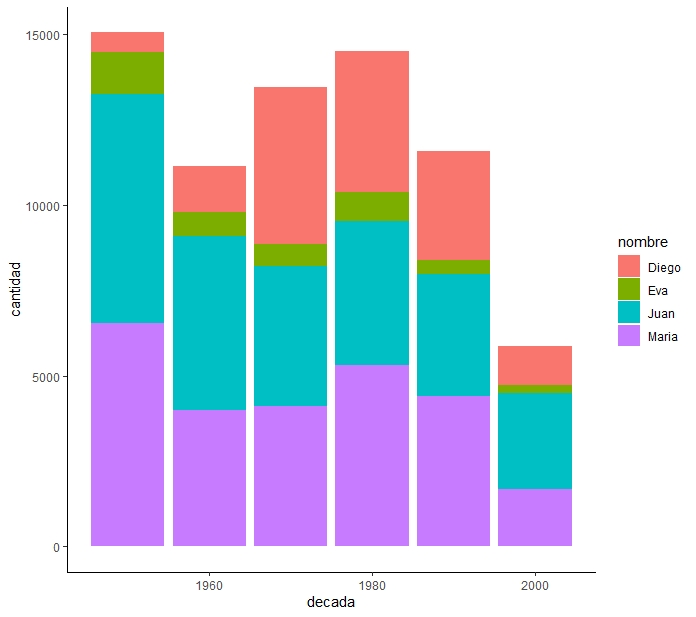 15000
10000
5000
0
cantidad
1960
1980
2000
decada
nombre
Diego
Eva
Juan
Maria